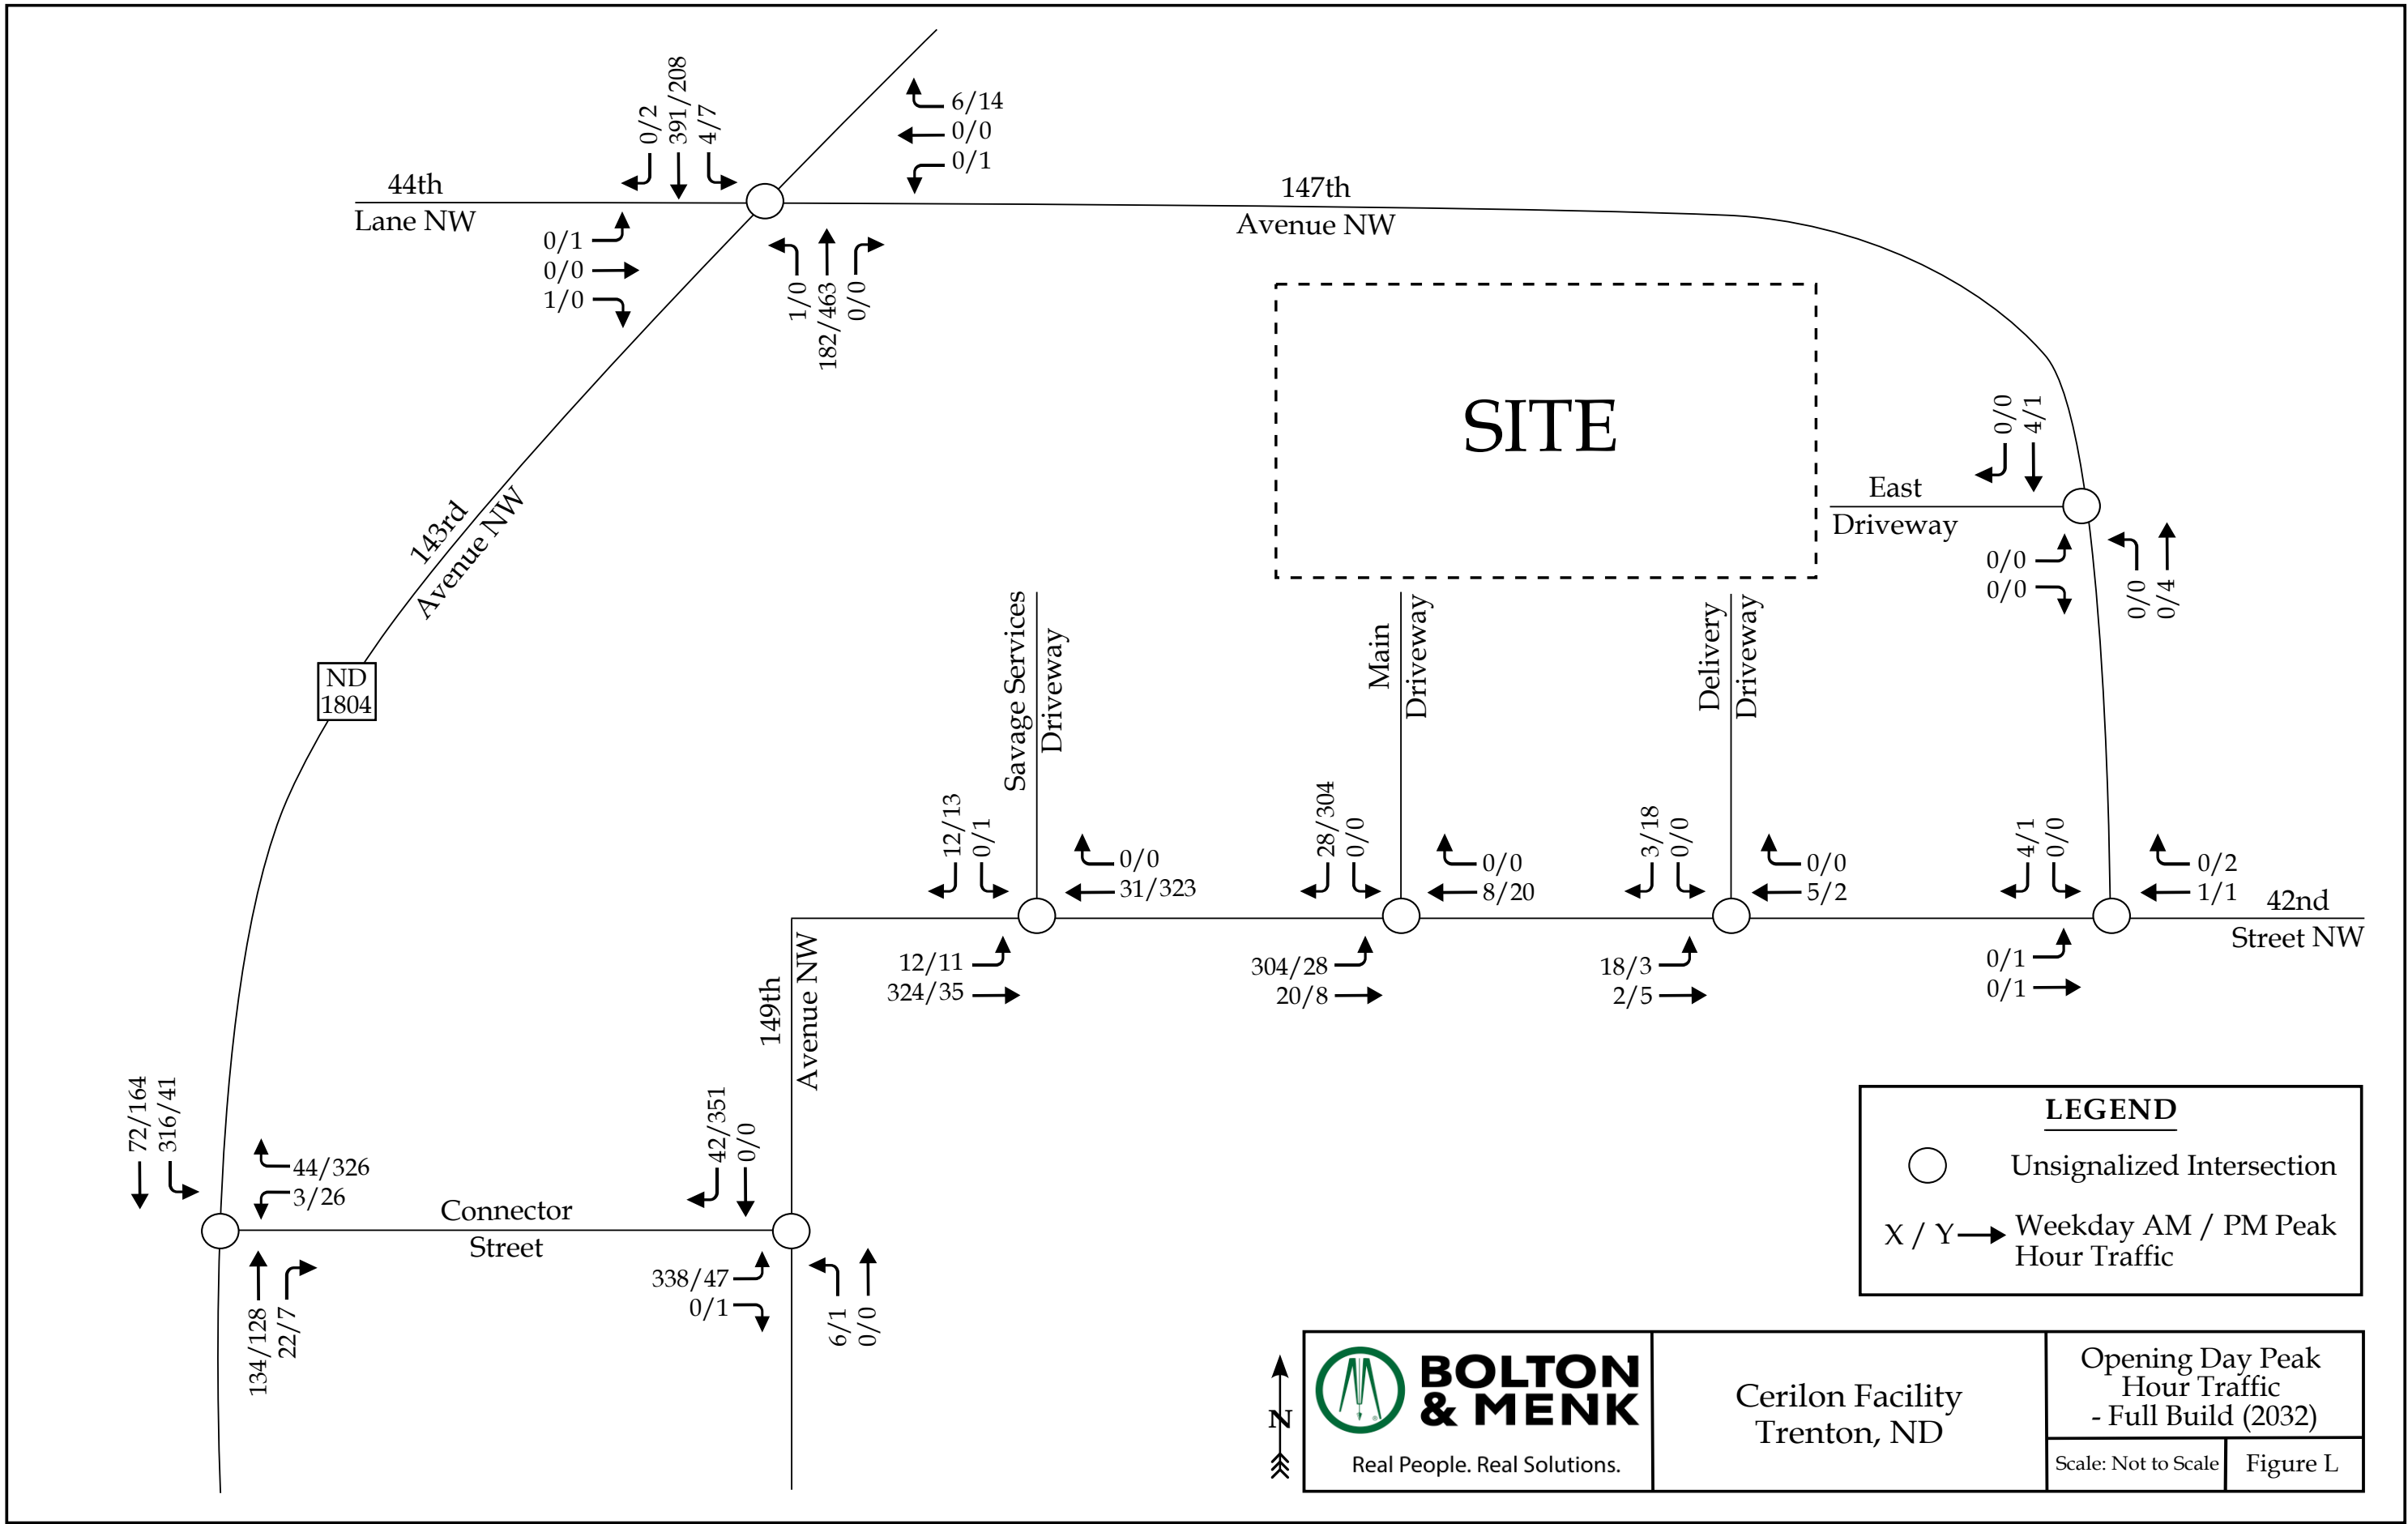 0/2
391/208
4/7
6/14
0/0
0/1
44th
Lane NW
147th
Avenue NW
0/1
0/0
1/0
1/0
182/463
0/0
SITE
0/0
4/1
East
Driveway
0/0
0/0
0/0
0/4
143rd
Avenue NW
ND
1804
Savage Services
Driveway
Main
Driveway
Delivery
Driveway
12/13
0/1
0/0
31/323
12/11
324/35
28/304
0/0
0/0
8/20
304/28
20/8
3/18
0/0
0/0
5/2
18/3
2/5
4/1
0/0
0/2
1/1
42nd
Street NW
0/1
0/1
149th
Avenue NW
72/164
316/41
44/326
3/26
Connector
Street
134/128
22/7
42/351
0/0
338/47
0/1
6/1
0/0
LEGEND
Unsignalized Intersection
X / Y
Weekday AM / PM Peak
Hour Traffic
N
BOLTON
& MENK
®
Real People. Real Solutions.
Cerilon Facility
Trenton, ND
Opening Day Peak
Hour Traffic
- Full Build (2032)
Scale: Not to Scale
Figure L